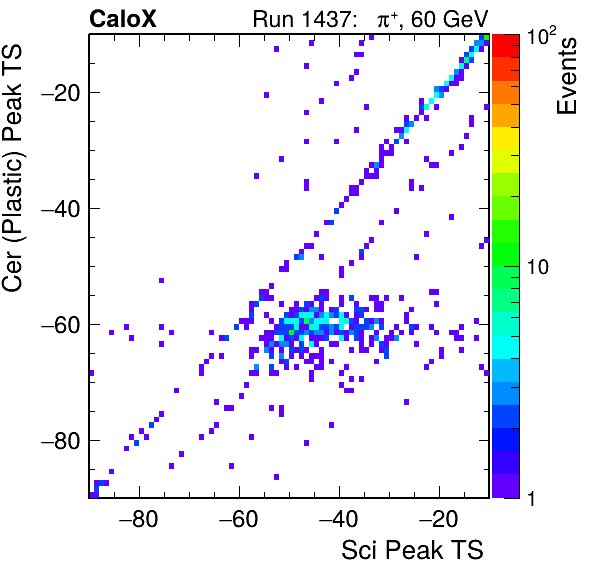 CaloX Run 1437: π⁺, 60 GeV
Cer (Plastic) Peak TS
−20
−40
−60
−80
−80 −60 −40 −20
Sci Peak TS
10²
10
1
Events